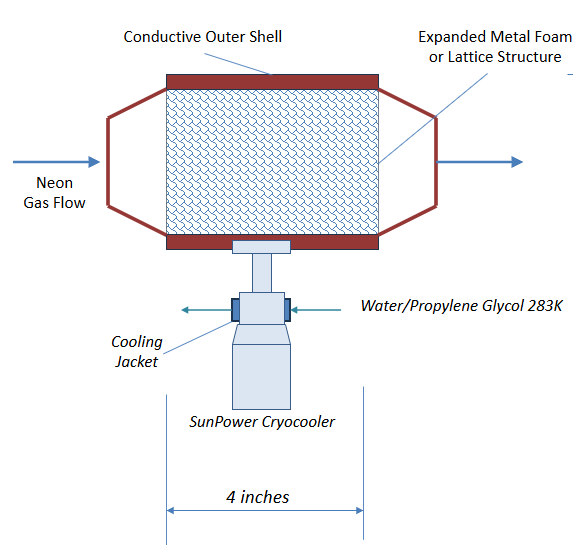 Conductive Outer Shell
Expanded Metal Foam
or Lattice Structure
Neon
Gas Flow
Water/Propylene Glycol 283K
Cooling
Jacket
SunPower Cryocooler
4 inches